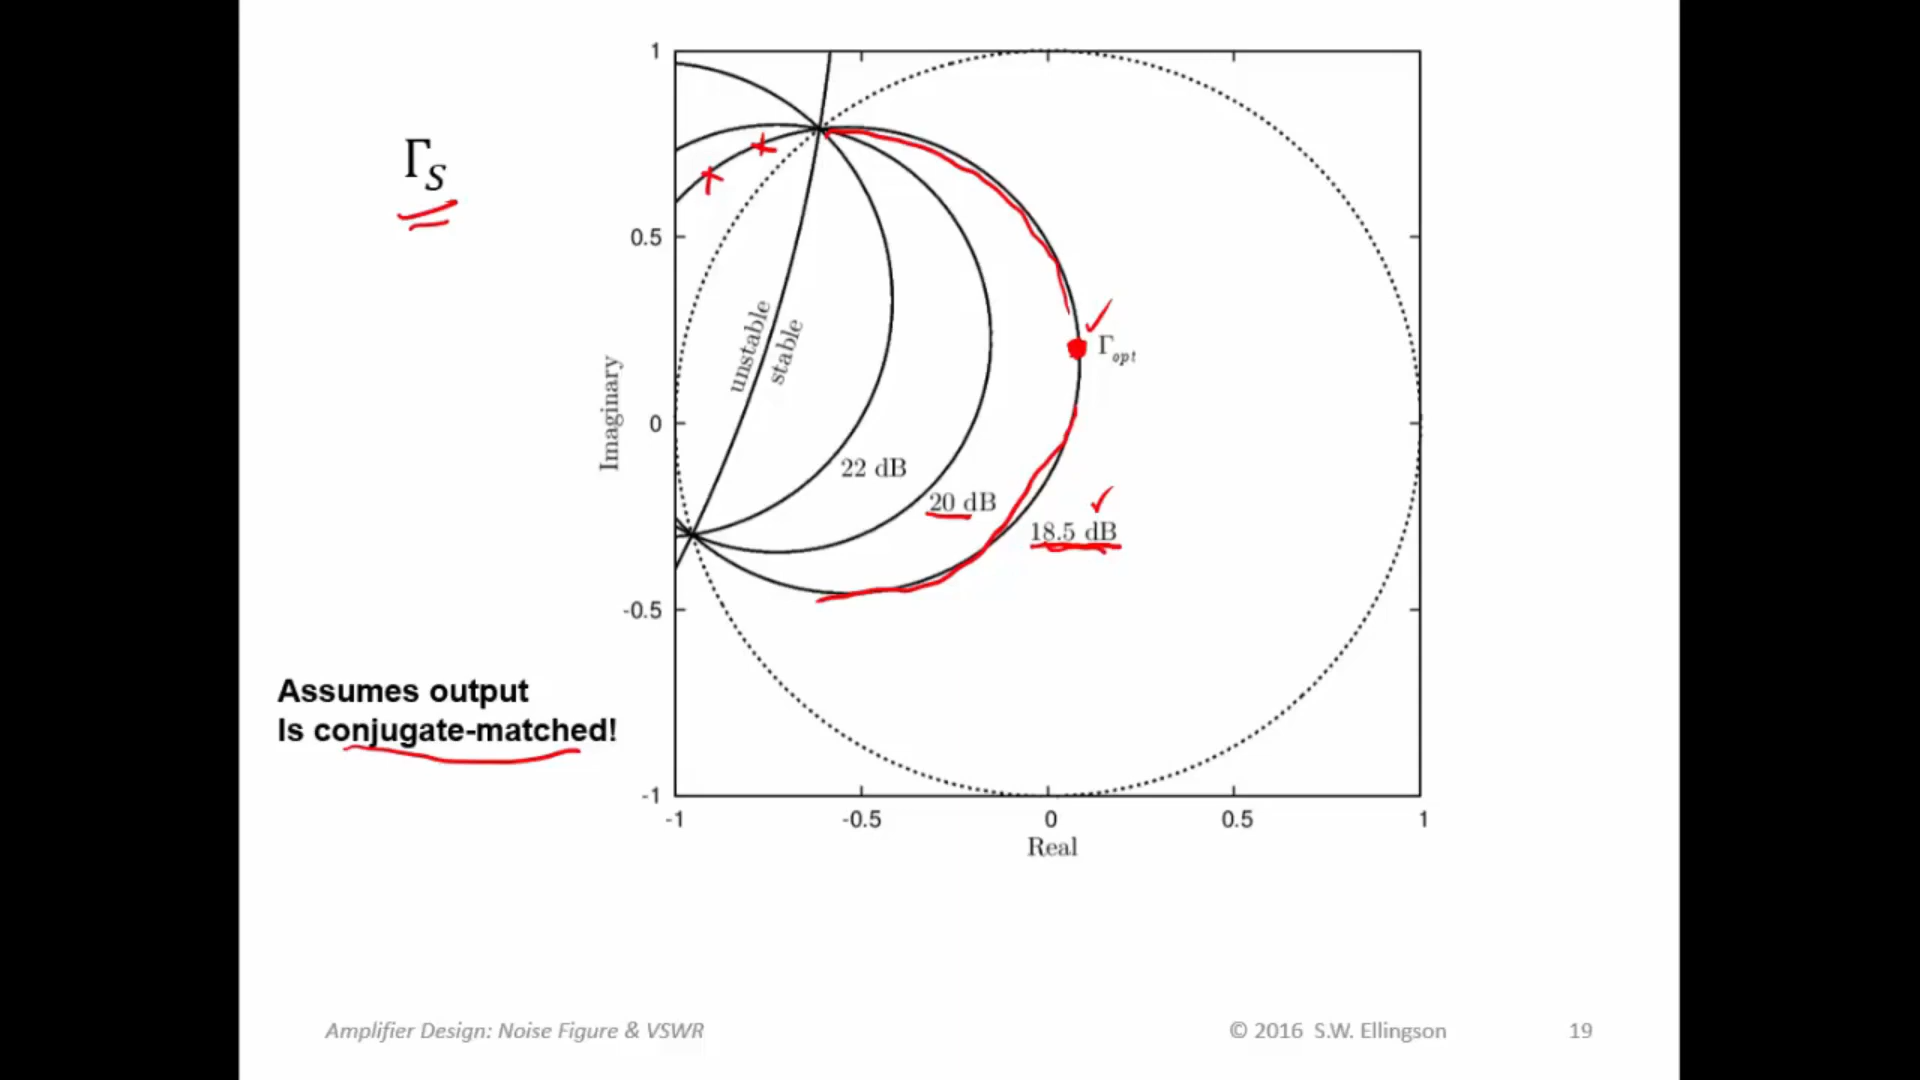 Γ_S
1
0.5
0
-0.5
-1
Imaginary
unstable
stable
Γ_opt
22 dB
20 dB
18.5 dB
-1 -0.5 0 0.5 1
Real
Assumes output
Is conjugate-matched!
Amplifier Design: Noise Figure & VSWR © 2016 S.W. Ellingson 19